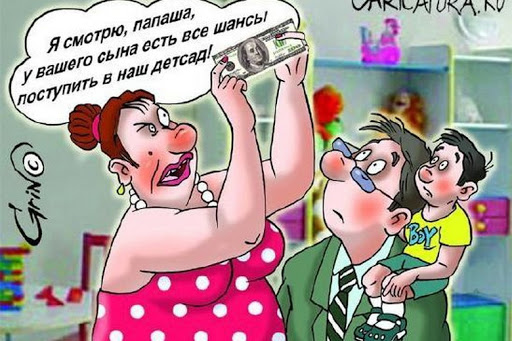 CARICATURA.RU
Я смотрю, папаша,
у вашего сына есть все шансы
поступить в наш детсад!
BOY
Grin ©